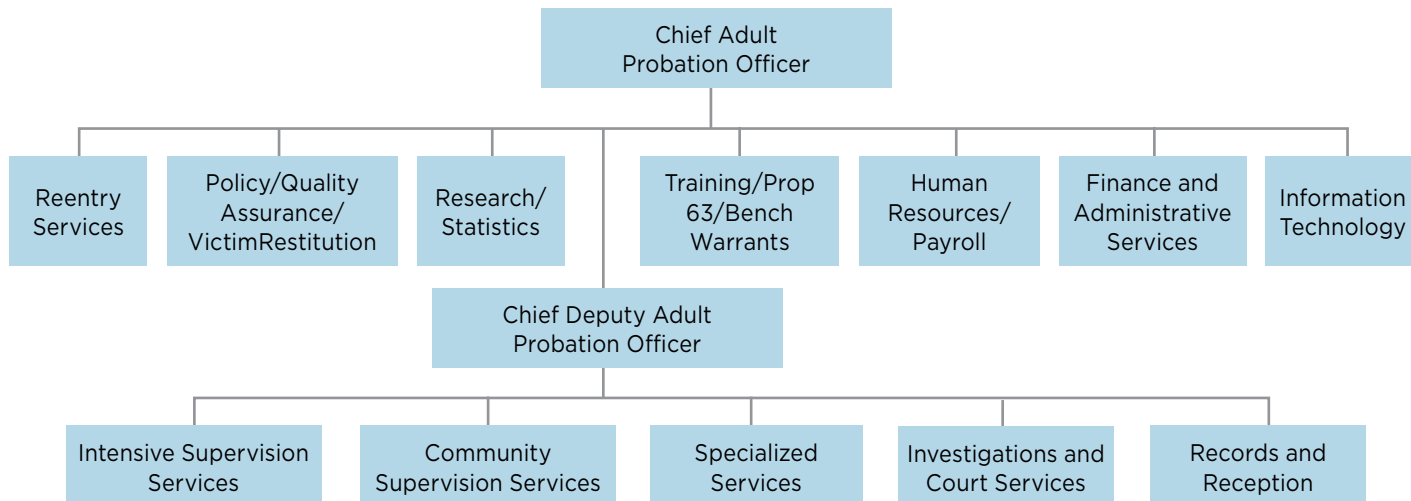 Chief Adult
Probation Officer
Reentry
Services
Policy/Quality
Assurance/
VictimRestitution
Research/
Statistics
Training/Prop
63/Bench
Warrants
Human
Resources/
Payroll
Finance and
Administrative
Services
Information
Technology
Chief Deputy Adult
Probation Officer
Intensive Supervision
Services
Community
Supervision Services
Specialized
Services
Investigations and
Court Services
Records and
Reception